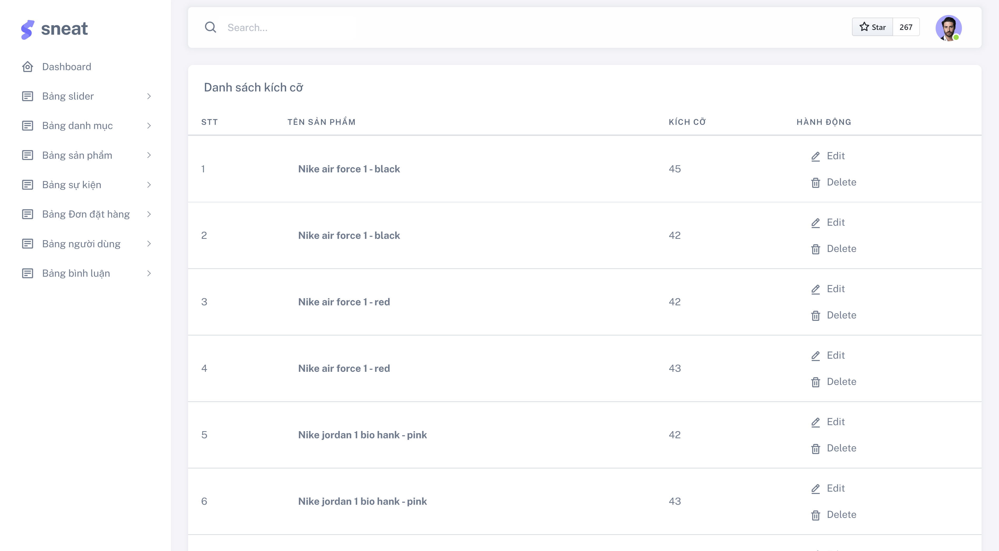 sneat
Dashboard
Bảng slider
Bảng danh mục
Bảng sản phẩm
Bảng sự kiện
Bảng Đơn đặt hàng
Bảng người dùng
Bảng bình luận
Search...
Star 267
Danh sách kích cỡ
STT TÊN SẢN PHẨM KÍCH CỠ HÀNH ĐỘNG
Edit
1 Nike air force 1 - black 45
Delete
Edit
2 Nike air force 1 - black 42
Delete
Edit
3 Nike air force 1 - red 42
Delete
Edit
4 Nike air force 1 - red 43
Delete
Edit
5 Nike jordan 1 bio hank - pink 42
Delete
Edit
6 Nike jordan 1 bio hank - pink 43
Delete